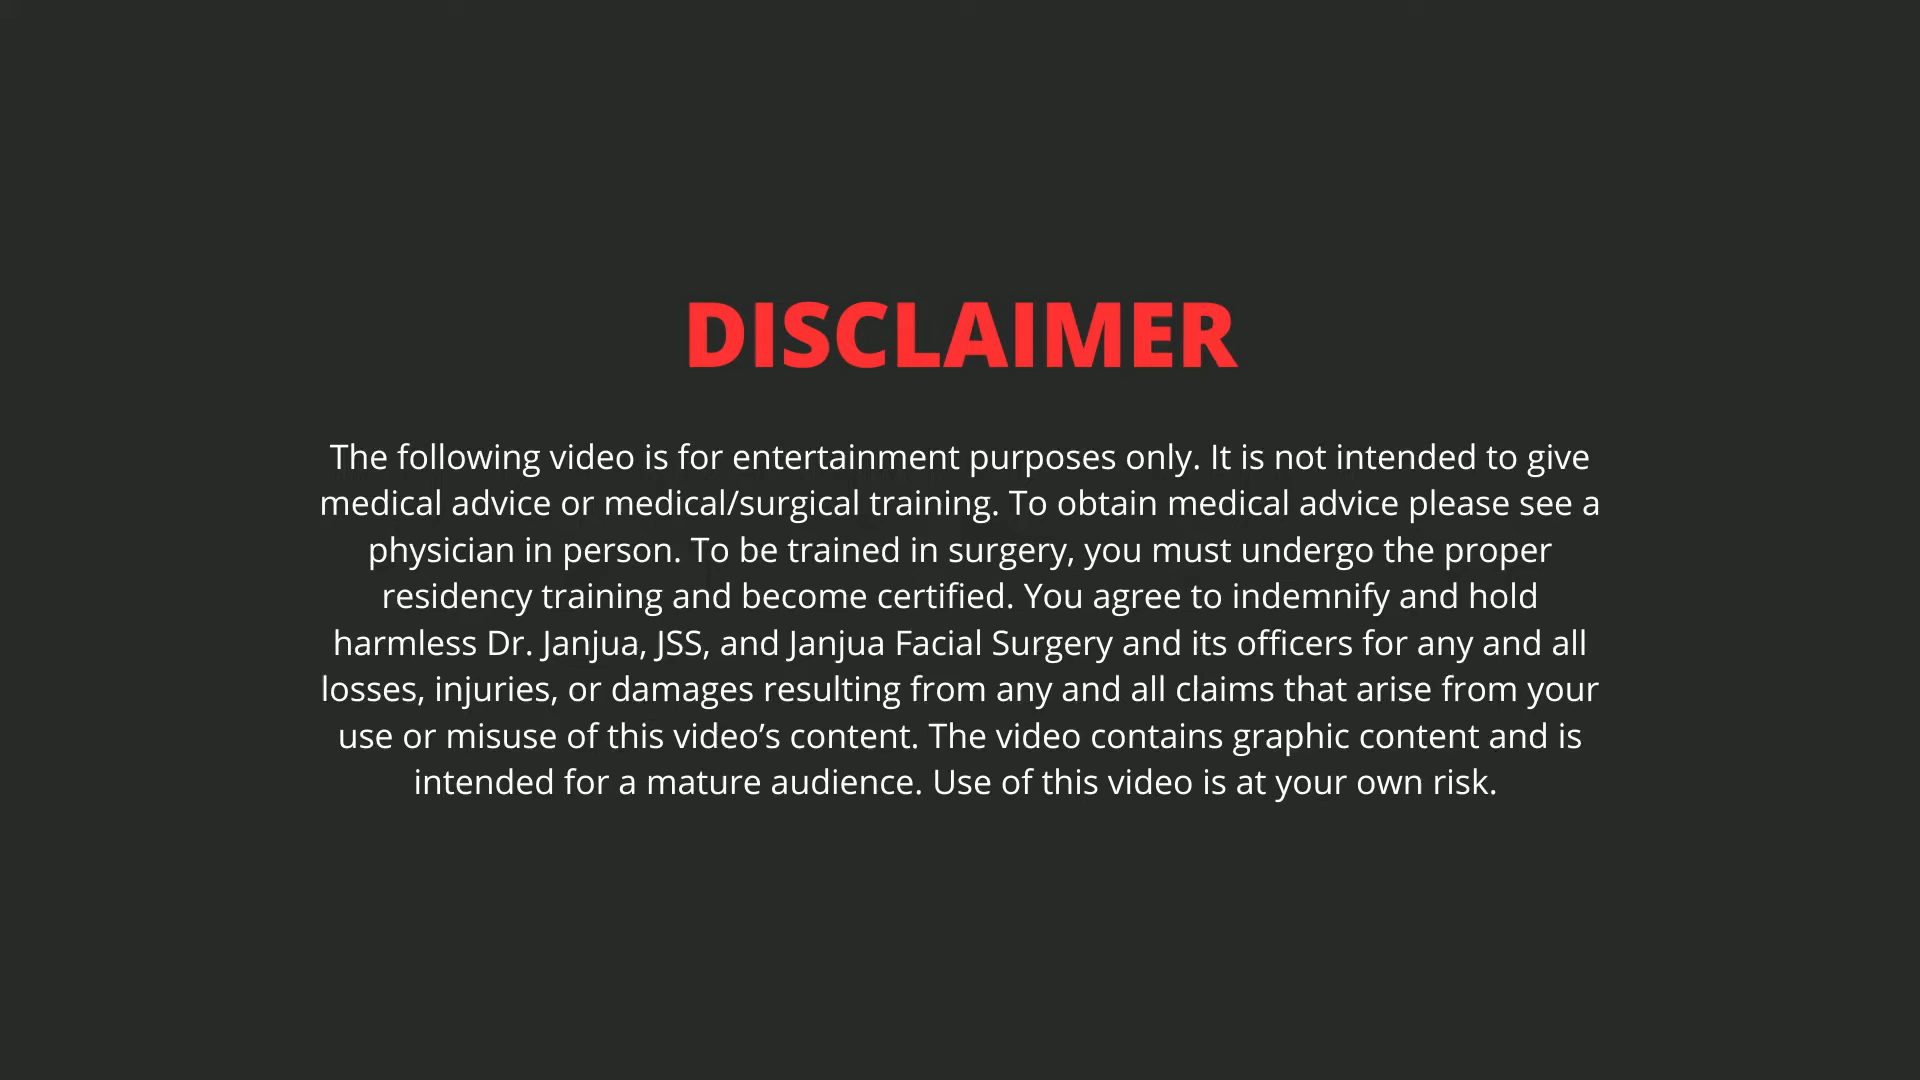 DISCLAIMER
The following video is for entertainment purposes only. It is not intended to give
medical advice or medical/surgical training. To obtain medical advice please see a
physician in person. To be trained in surgery, you must undergo the proper
residency training and become certified. You agree to indemnify and hold
harmless Dr. Janjua, JSS, and Janjua Facial Surgery and its officers for any and all
losses, injuries, or damages resulting from any and all claims that arise from your
use or misuse of this video’s content. The video contains graphic content and is
intended for a mature audience. Use of this video is at your own risk.